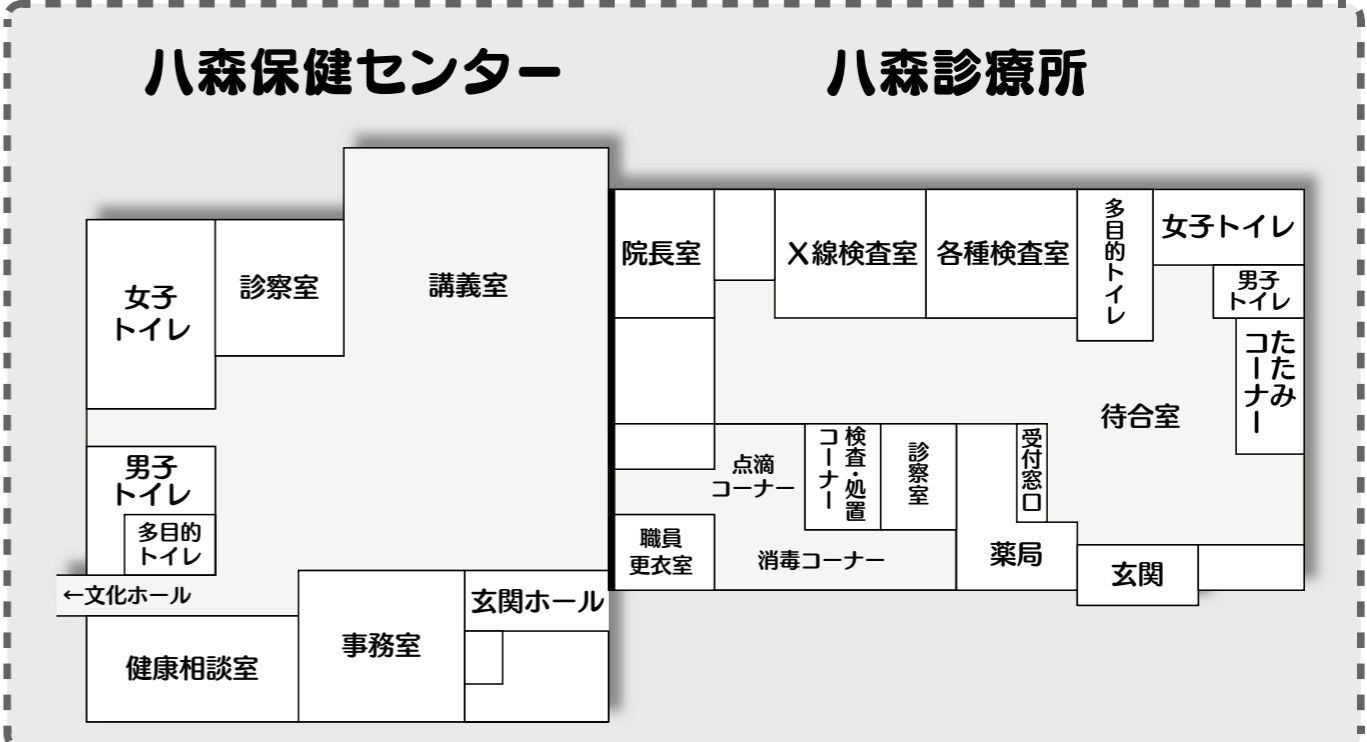 八森保健センター
八森診療所
女子
トイレ
診察室
講義室
男子
トイレ
多目的
トイレ
←文化ホール
健康相談室
事務室
玄関ホール
院長室
X線検査室
各種検査室
多目的トイレ
女子トイレ
男子
トイレ
たたみ
コーナー
待合室
点滴
コーナー
検査・処置
コーナー
診察室
受付窓口
職員
更衣室
消毒コーナー
薬局
玄関